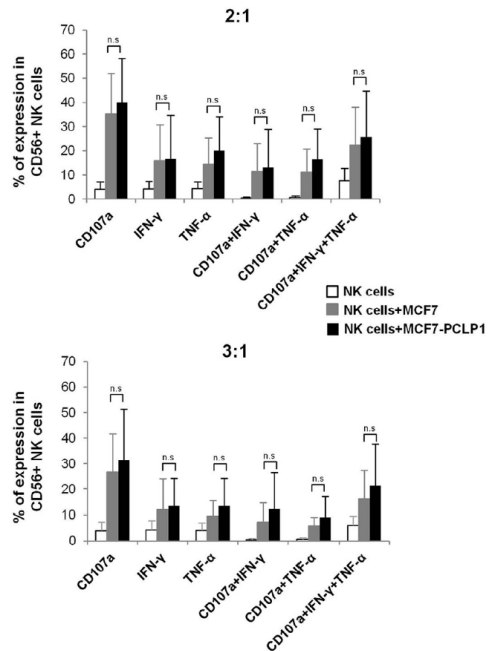 2:1
% of expression in
CD56+ NK cells
70
60
50
40
30
20
10
0
n.s
n.s
n.s
n.s
n.s
n.s
CD107a
IFN-γ
TNF-α
CD107a+IFN-γ
CD107a+TNF-α
CD107a+IFN-γ+TNF-α
NK cells
NK cells+MCF7
NK cells+MCF7-PCLP1
3:1
% of expression in
CD56+ NK cells
70
60
50
40
30
20
10
0
n.s
n.s
n.s
n.s
n.s
n.s
CD107a
IFN-γ
TNF-α
CD107a+IFN-γ
CD107a+TNF-α
CD107a+IFN-γ+TNF-α